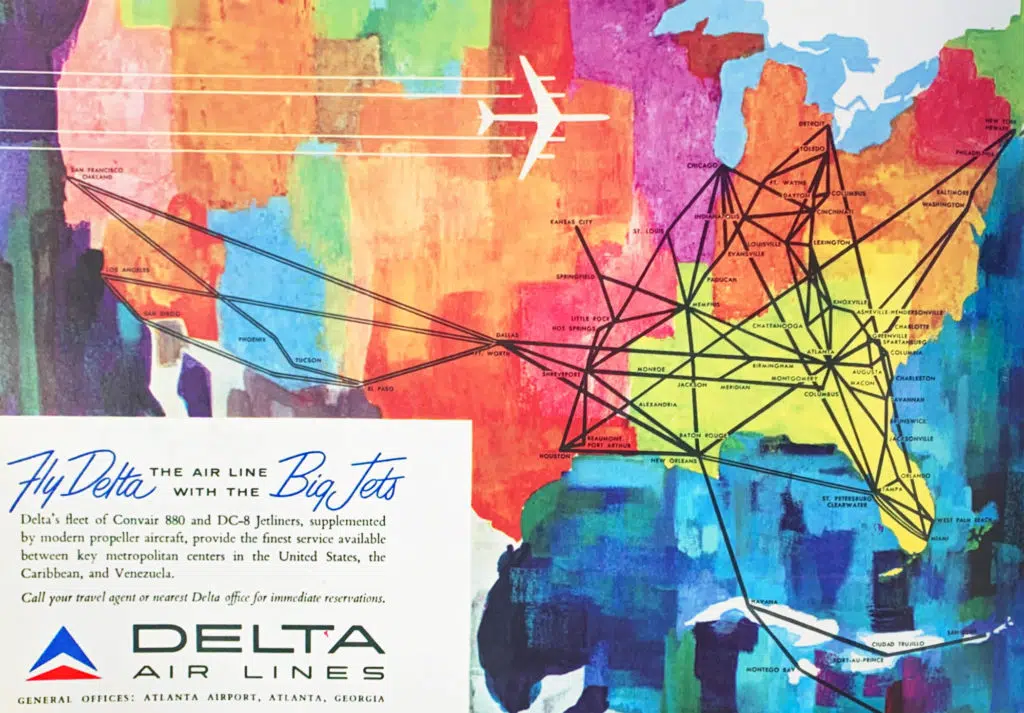 NEW YORK
NEWARK
DETROIT
PHILADELPHIA
TOLEDO
CHICAGO
SAN FRANCISCO
OAKLAND
FT. WAYNE
DAYTON
COLUMBUS
BALTIMORE
WASHINGTON
CINCINNATI
INDIANAPOLIS
KANSAS CITY
ST. LOUIS
LOUISVILLE
LEXINGTON
EVANSVILLE
LOS ANGELES
SPRINGFIELD
PADUCAH
SAN DIEGO
MEMPHIS
KNOXVILLE
ASHEVILLE-HENDERSONVILLE
LITTLE ROCK
HOT SPRINGS
CHATTANOOGA
CHARLOTTE
DALLAS
FT. WORTH
GREENVILLE
SPARTANBURG
PHOENIX
ATLANTA
COLUMBIA
TUCSON
BIRMINGHAM
SHREVEPORT
MONROE
AUGUSTA
MONTGOMERY
CHARLESTON
EL PASO
JACKSON
MERIDIAN
MACON
COLUMBUS
SAVANNAH
ALEXANDRIA
BRUNSWICK
BEAUMONT
PORT ARTHUR
BATON ROUGE
JACKSONVILLE
HOUSTON
NEW ORLEANS
ORLANDO
TAMPA
ST. PETERSBURG
CLEARWATER
WEST PALM BEACH
MIAMI
HAVANA
CIUDAD TRUJILLO
PORT-AU-PRINCE
MONTEGO BAY
Fly Delta THE AIR LINE
WITH THE Big Jets
Delta's fleet of Convair 880 and DC-8 Jetliners, supplemented
by modern propeller aircraft, provide the finest service available
between key metropolitan centers in the United States, the
Caribbean, and Venezuela.
Call your travel agent or nearest Delta office for immediate reservations.
DELTA
AIR LINES
GENERAL OFFICES: ATLANTA AIRPORT, ATLANTA, GEORGIA